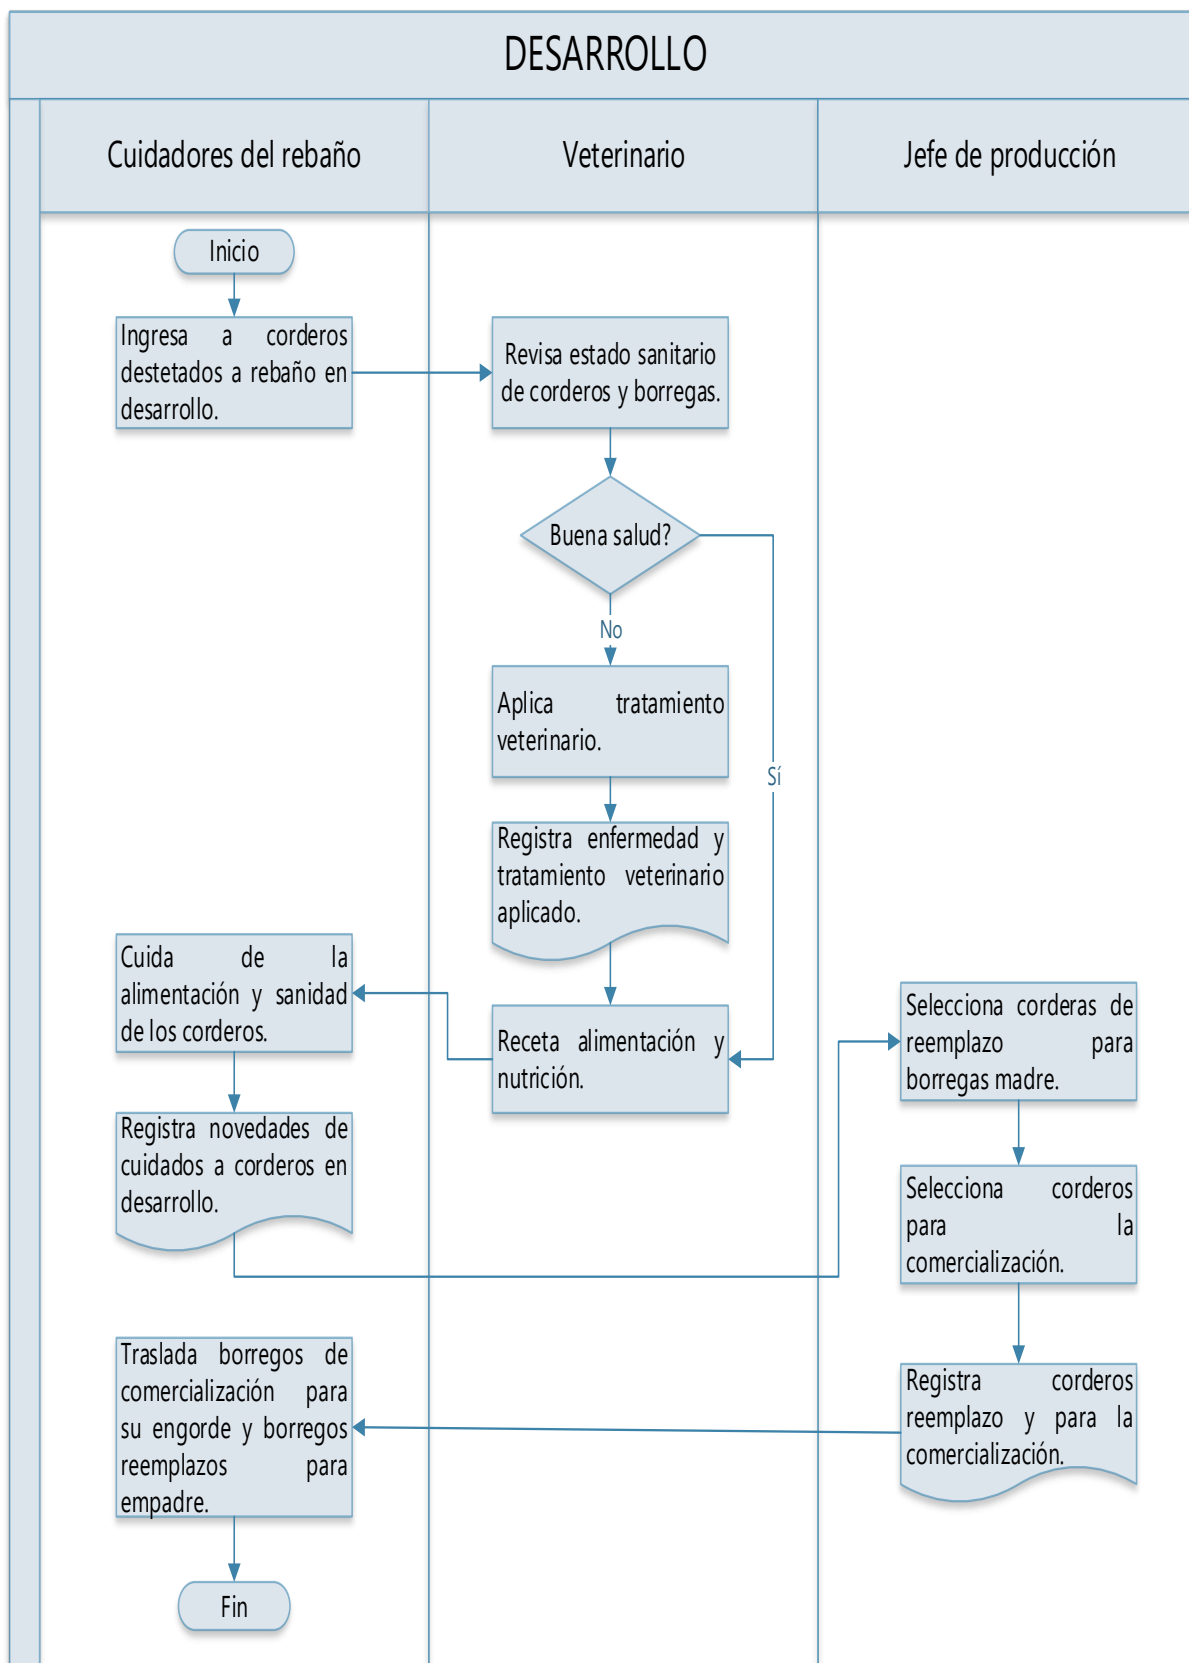 DESARROLLO
Cuidadores del rebaño
Veterinario
Jefe de producción
Inicio
Ingresa a corderos
destetados a rebaño en
desarrollo.
Revisa estado sanitario
de corderos y borregas.
Buena salud?
No
Sí
Aplica tratamiento
veterinario.
Registra enfermedad y
tratamiento veterinario
aplicado.
Receta alimentación y
nutrición.
Cuida de la
alimentación y sanidad
de los corderos.
Registra novedades de
cuidados a corderos en
desarrollo.
Selecciona corderas de
reemplazo para
borregas madre.
Selecciona corderos
para la
comercialización.
Registra corderos
reemplazo y para la
comercialización.
Traslada borregos de
comercialización para
su engorde y borregos
reemplazos para
empadre.
Fin